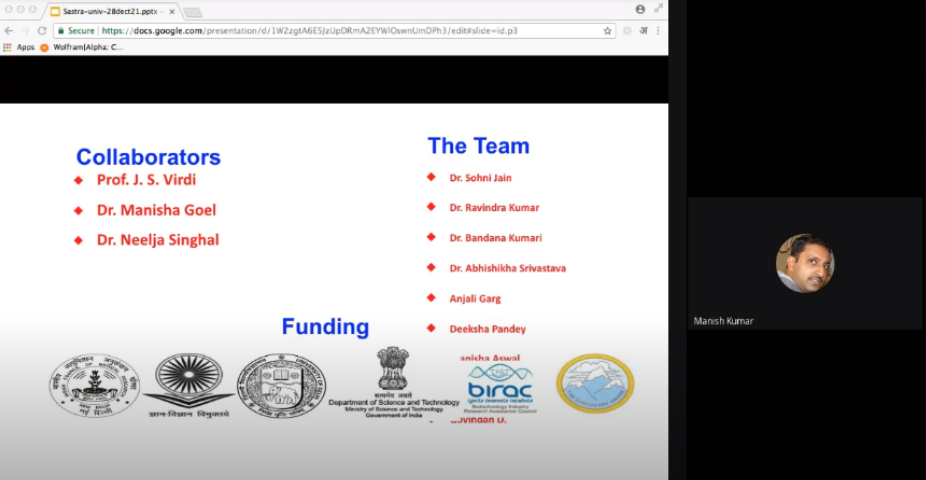 Sastra-univ-28dect21.pptx
Secure | https://docs.google.com/presentation/d/1W2zgtA6ESJzUpDRmA2EYWlOswnUmDPh3/edit#slide=id.p3
Apps Wolfram|Alpha: C...
Collaborators
Prof. J. S. Virdi
Dr. Manisha Goel
Dr. Neelja Singhal
The Team
Dr. Sohni Jain
Dr. Ravindra Kumar
Dr. Bandana Kumari
Dr. Abhishikha Srivastava
Anjali Garg
Deeksha Pandey
anisha Aswal
ovindan D.
Funding
नई दिल्ली
ज्ञान-विज्ञान विमुक्तये
सत्यमेव जयते
Department of Science and Technology
Ministry of Science and Technology
Government of India
birac
Biotechnology Industry
Research Assistance Council
Manish Kumar